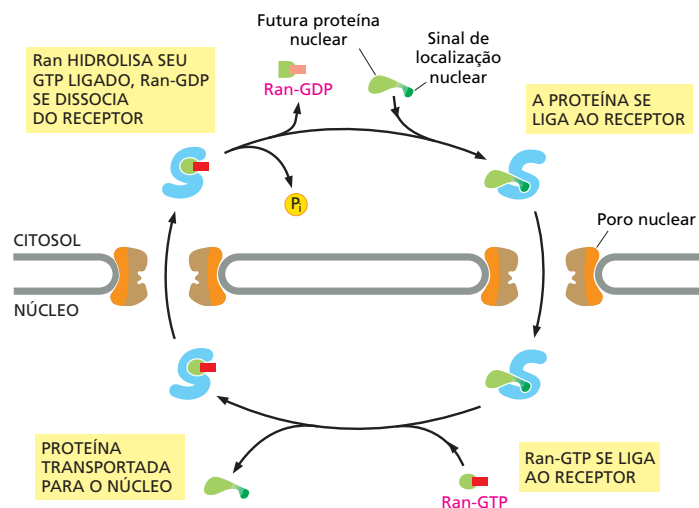 Futura proteína
nuclear
Sinal de
localização
nuclear
Ran HIDROLISA SEU
GTP LIGADO, Ran-GDP
SE DISSOCIA
DO RECEPTOR
Ran-GDP
A PROTEÍNA SE
LIGA AO RECEPTOR
Pi
Poro nuclear
CITOSOL
NÚCLEO
PROTEÍNA
TRANSPORTADA
PARA O NÚCLEO
Ran-GTP
Ran-GTP SE LIGA
AO RECEPTOR